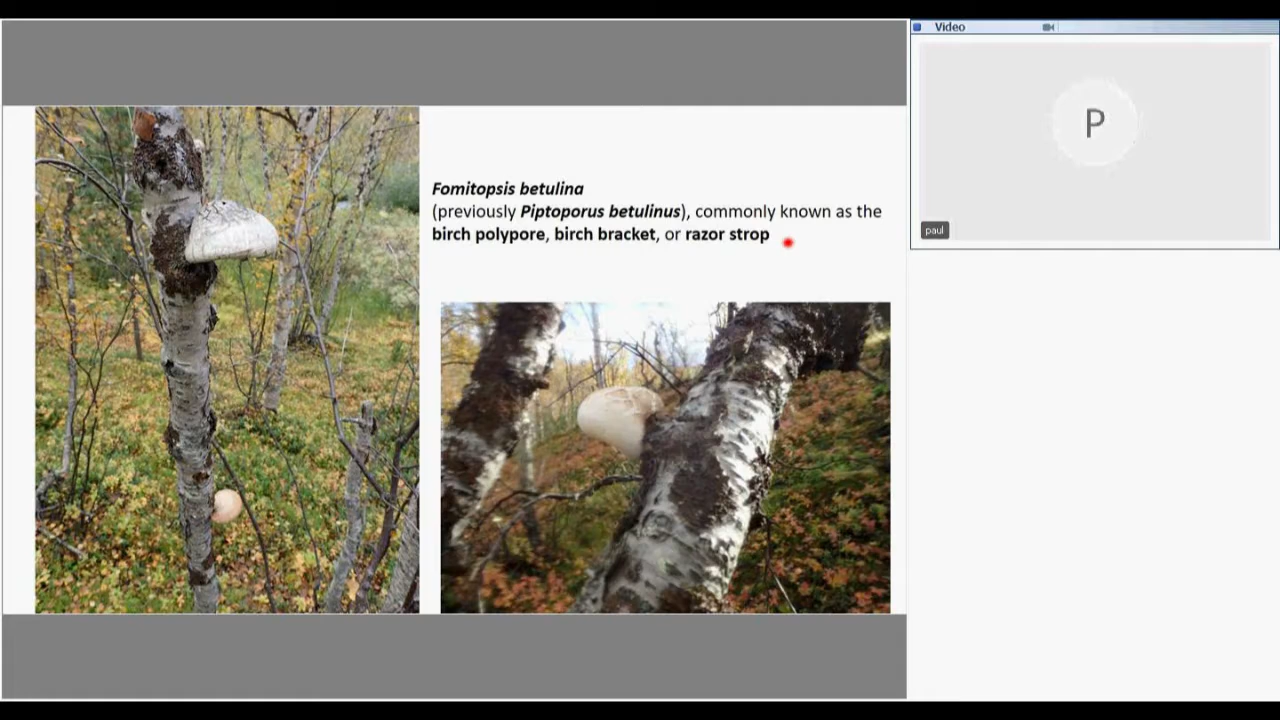 Video
P
paul
Fomitopsis betulina
(previously Piptoporus betulinus), commonly known as the
birch polypore, birch bracket, or razor strop